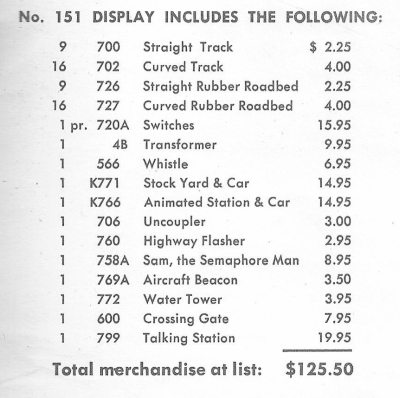 No. 151 DISPLAY INCLUDES THE FOLLOWING:
9 700 Straight Track $ 2.25
16 702 Curved Track 4.00
9 726 Straight Rubber Roadbed 2.25
16 727 Curved Rubber Roadbed 4.00
1 pr. 720A Switches 15.95
1 4B Transformer 9.95
1 566 Whistle 6.95
1 K771 Stock Yard & Car 14.95
1 K766 Animated Station & Car 14.95
1 706 Uncoupler 3.00
1 760 Highway Flasher 2.95
1 758A Sam, the Semaphore Man 8.95
1 769A Aircraft Beacon 3.50
1 772 Water Tower 3.95
1 600 Crossing Gate 7.95
1 799 Talking Station 19.95
Total merchandise at list: $125.50